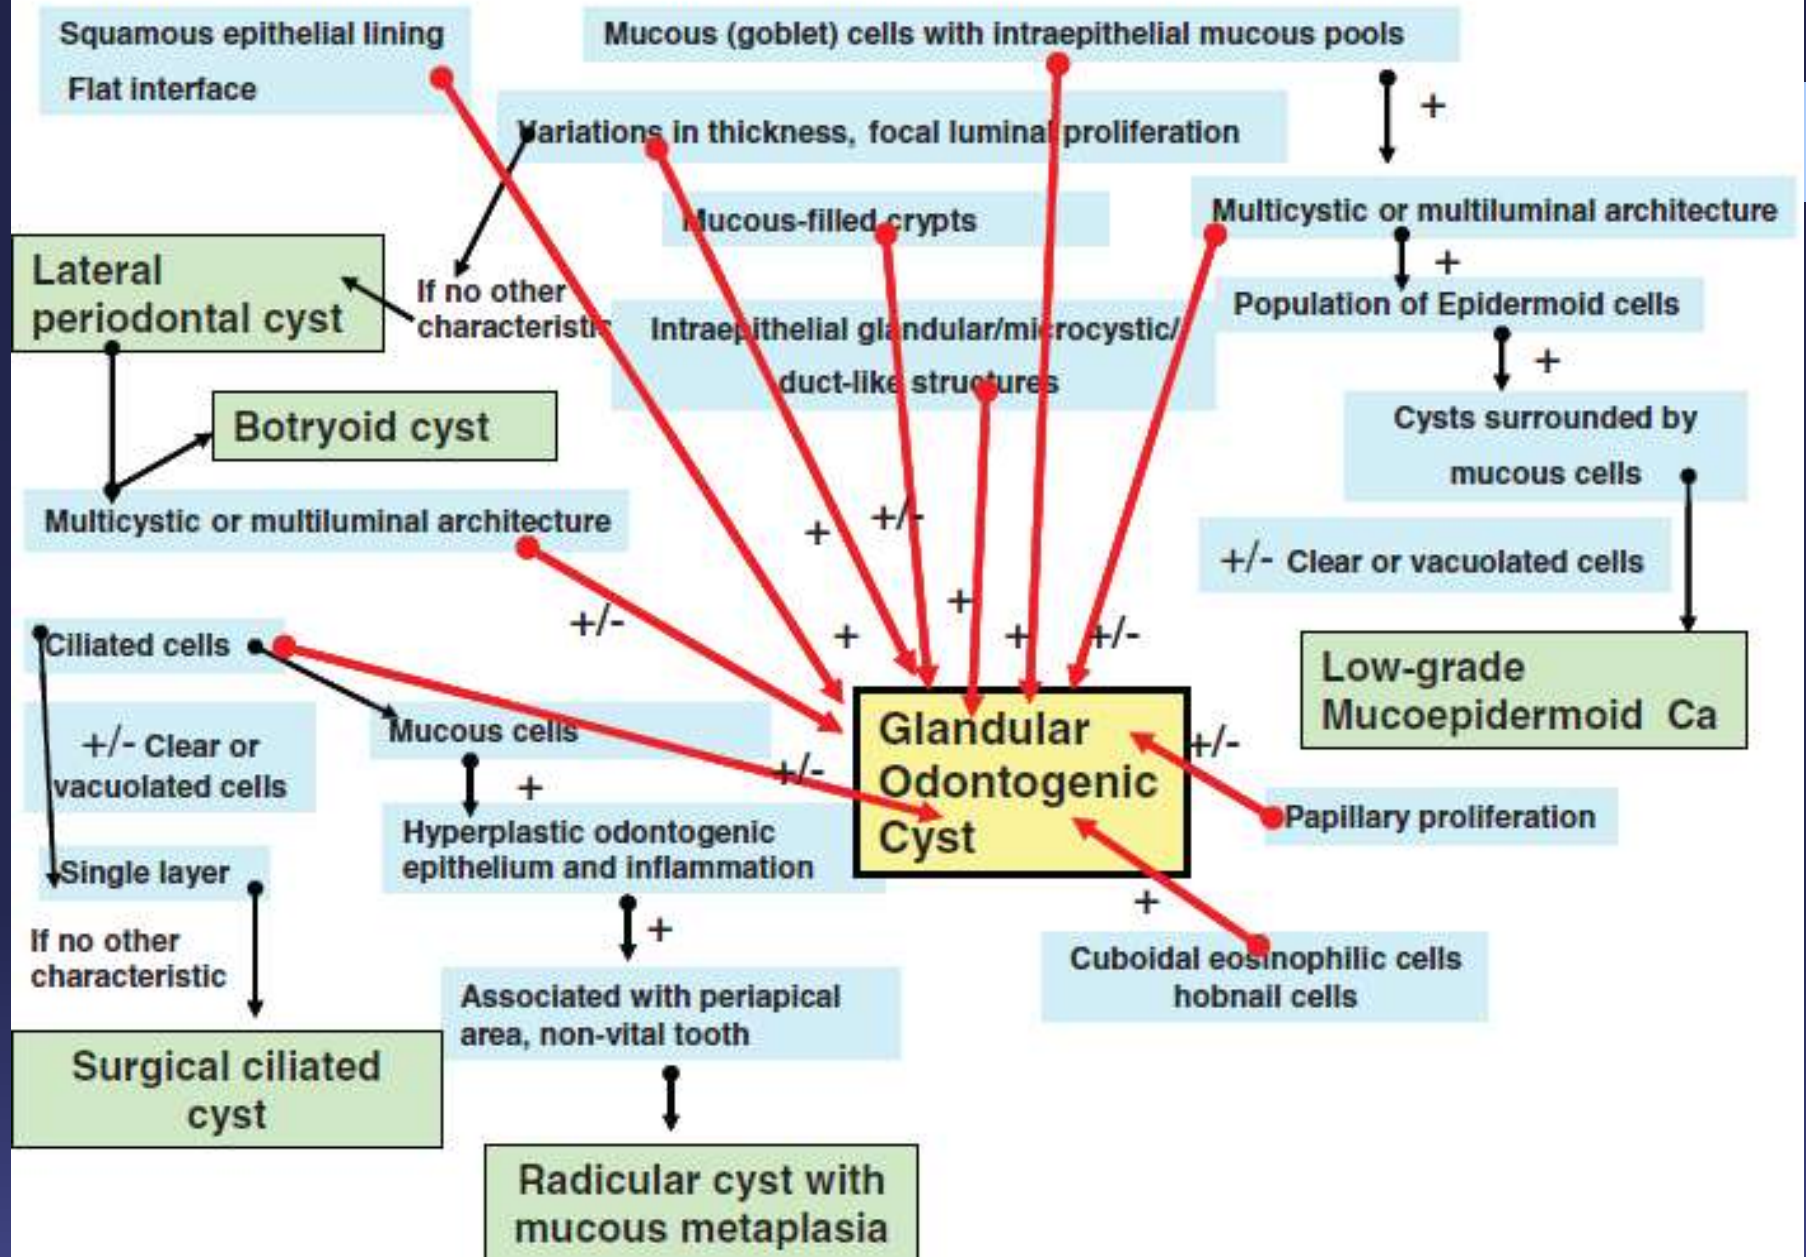 Squamous epithelial lining
Flat interface
Mucous (goblet) cells with intraepithelial mucous pools
+
Variations in thickness, focal luminal proliferation
Mucous-filled crypts
Multicystic or multiluminal architecture
+
Lateral
periodontal cyst
If no other
characteristic
Intraepithelial glandular/microcystic/
duct-like structures
Population of Epidermoid cells
+
Cysts surrounded by
mucous cells
Botryoid cyst
Multicystic or multiluminal architecture
+/-
+
+/-
+
+
+
+/-
+/- Clear or vacuolated cells
Low-grade
Mucoepidermoid Ca
Ciliated cells
+/- Clear or
vacuolated cells
Mucous cells
+
+/-
Glandular
Odontogenic
Cyst
+/-
Papillary proliferation
Hyperplastic odontogenic
epithelium and inflammation
+
Single layer
If no other
characteristic
+
Cuboidal eosinophilic cells
hobnail cells
Associated with periapical
area, non-vital tooth
Surgical ciliated
cyst
Radicular cyst with
mucous metaplasia